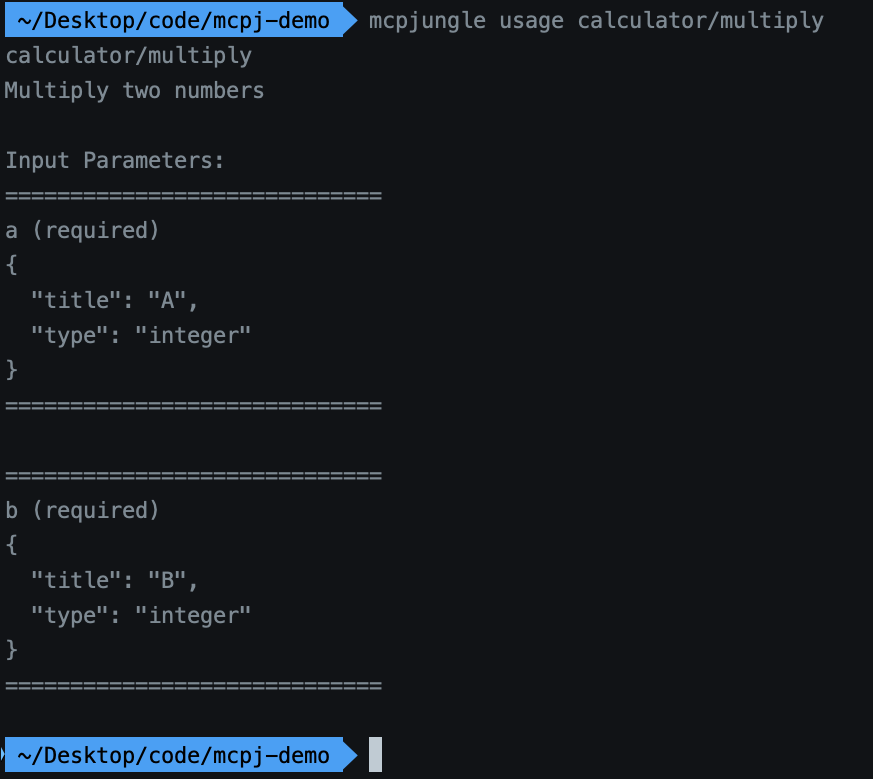 ~/Desktop/code/mcpj-demo mcpjungle usage calculator/multiply
calculator/multiply
Multiply two numbers
Input Parameters:
=============================
a (required)
{
  "title": "A",
  "type": "integer"
}
=============================
=============================
b (required)
{
  "title": "B",
  "type": "integer"
}
=============================
~/Desktop/code/mcpj-demo